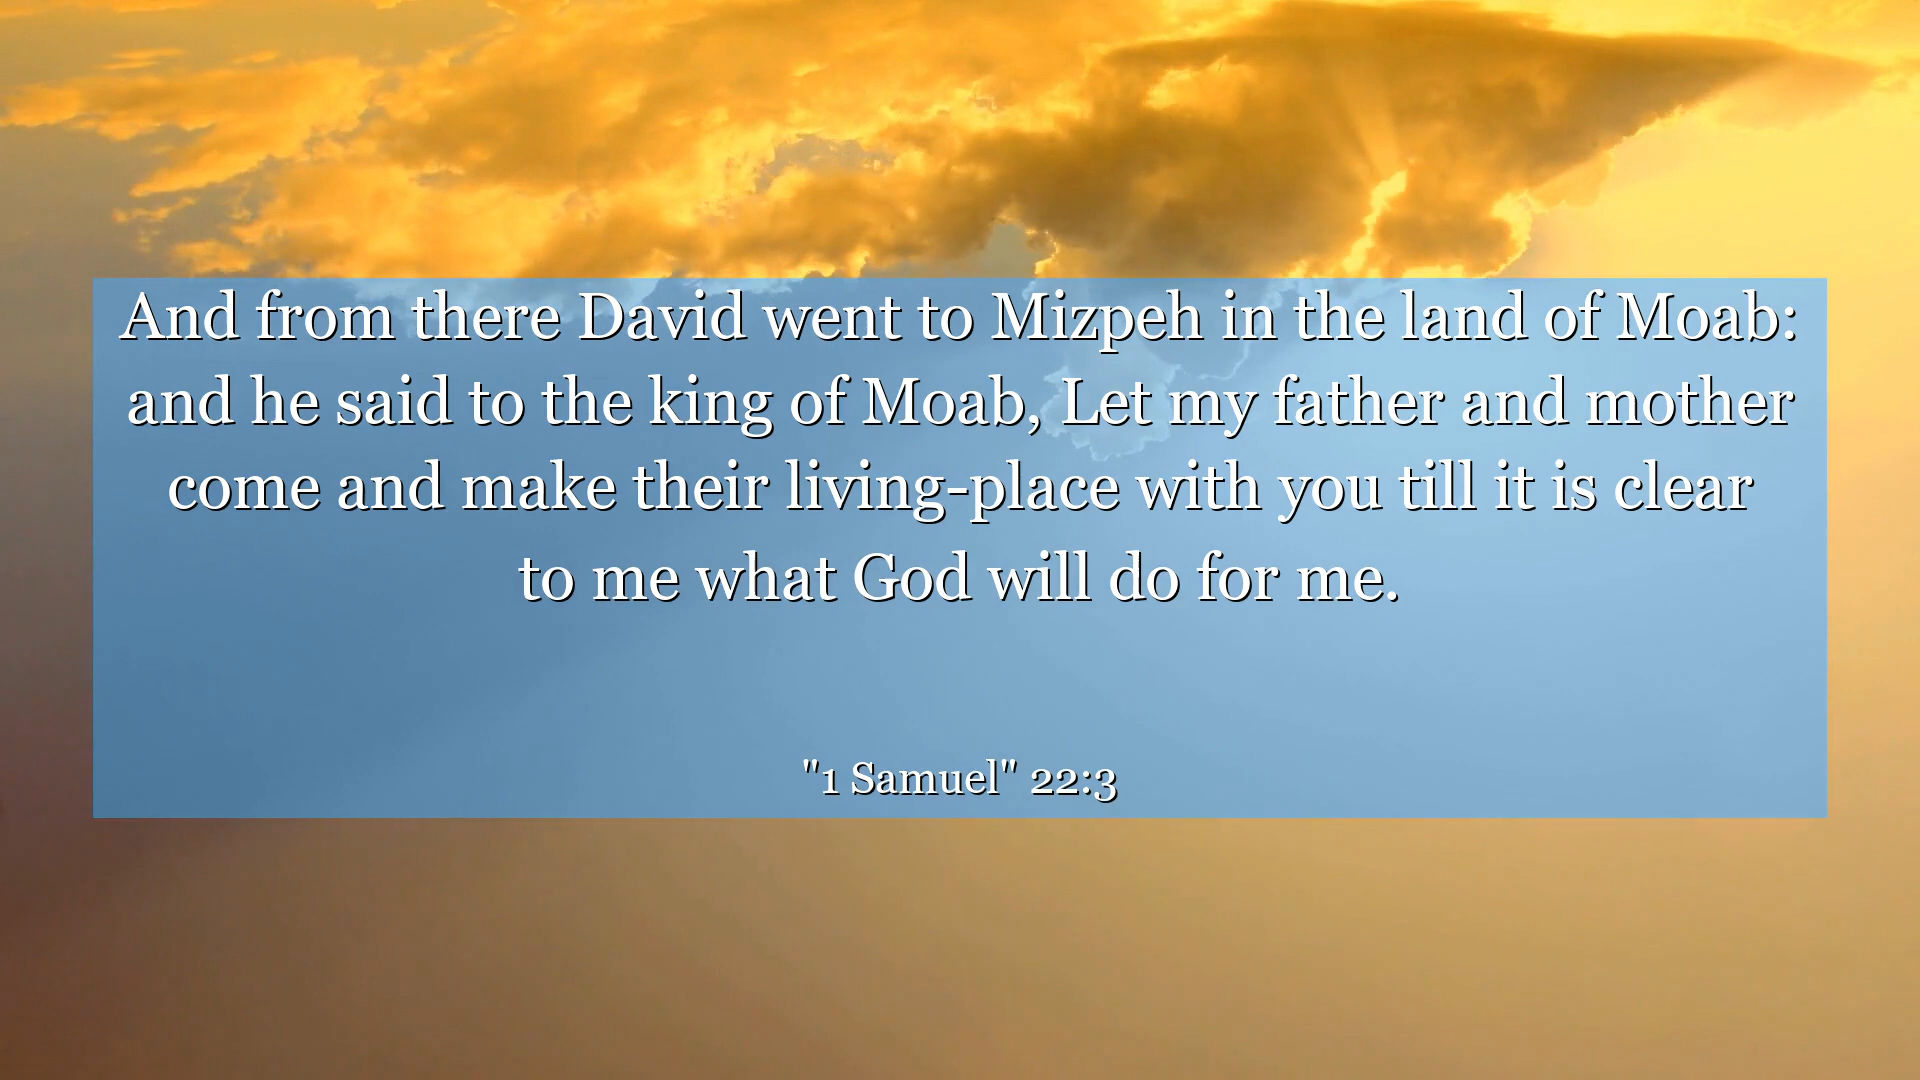 And from there David went to Mizpeh in the land of Moab:
and he said to the king of Moab, Let my father and mother
come and make their living-place with you till it is clear
to me what God will do for me.
"1 Samuel" 22:3